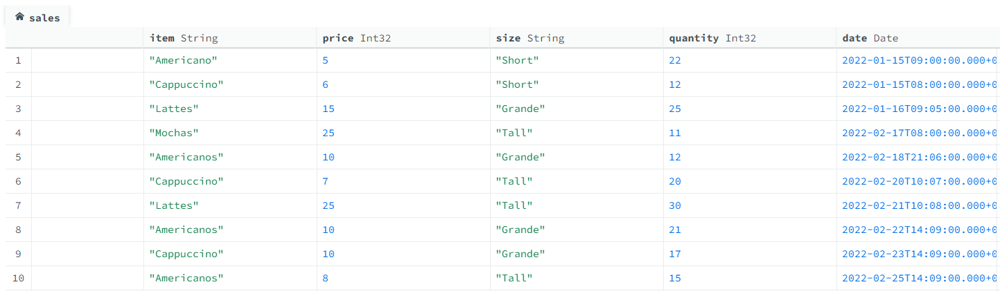 sales
item String price Int32 size String quantity Int32 date Date
1 "Americano" 5 "Short" 22 2022-01-15T09:00:00.000+0
2 "Cappuccino" 6 "Short" 12 2022-01-15T08:00:00.000+0
3 "Lattes" 15 "Grande" 25 2022-01-16T09:05:00.000+0
4 "Mochas" 25 "Tall" 11 2022-02-17T08:00:00.000+0
5 "Americanos" 10 "Grande" 12 2022-02-18T21:06:00.000+0
6 "Cappuccino" 7 "Tall" 20 2022-02-20T10:07:00.000+0
7 "Lattes" 25 "Tall" 30 2022-02-21T10:08:00.000+0
8 "Americanos" 10 "Grande" 21 2022-02-22T14:09:00.000+0
9 "Cappuccino" 10 "Grande" 17 2022-02-23T14:09:00.000+0
10 "Americanos" 8 "Tall" 15 2022-02-25T14:09:00.000+0